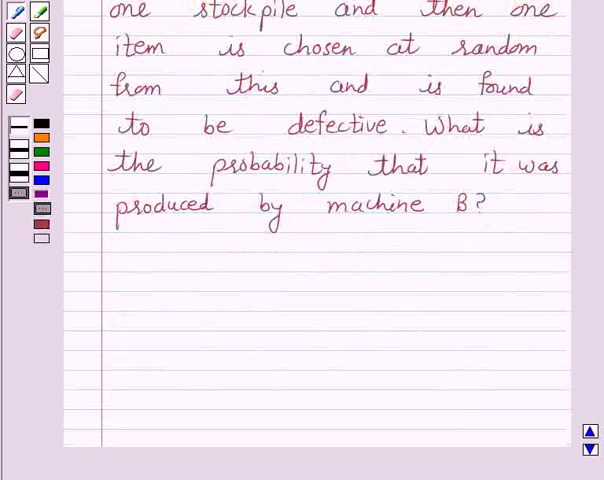 one stockpile and then one
item is chosen at random
from this and is found
to be defective. What is
the probability that it was
produced by machine B?